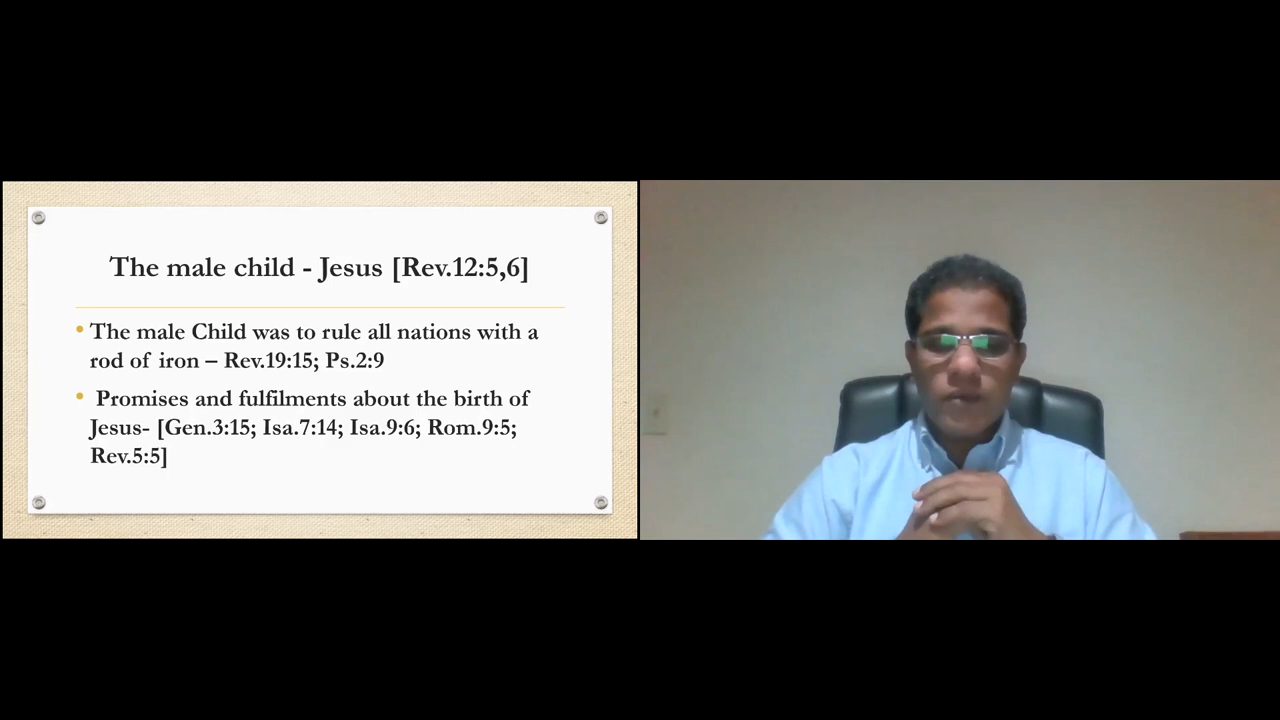 The male child - Jesus [Rev.12:5,6]
• The male Child was to rule all nations with a
rod of iron – Rev.19:15; Ps.2:9
• Promises and fulfilments about the birth of
Jesus- [Gen.3:15; Isa.7:14; Isa.9:6; Rom.9:5;
Rev.5:5]